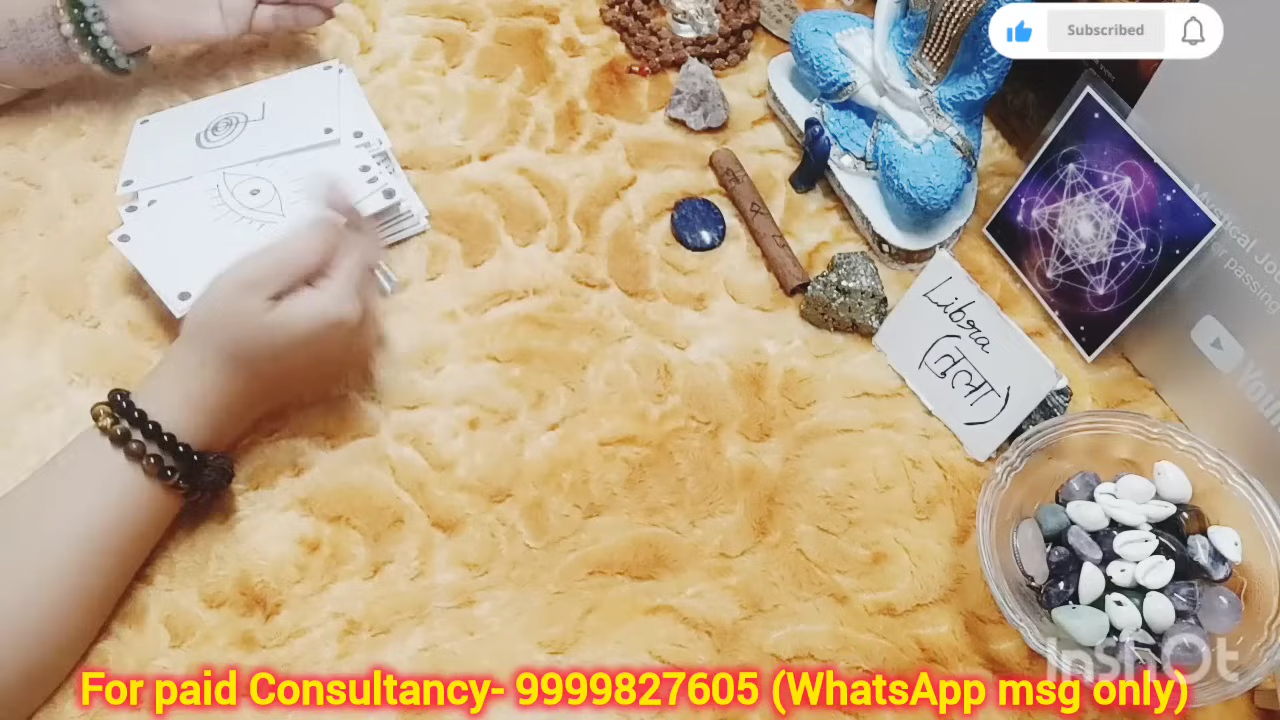 Subscribed
Libra
(तुला)
InShOt
For paid Consultancy- 9999827605 (WhatsApp msg only)